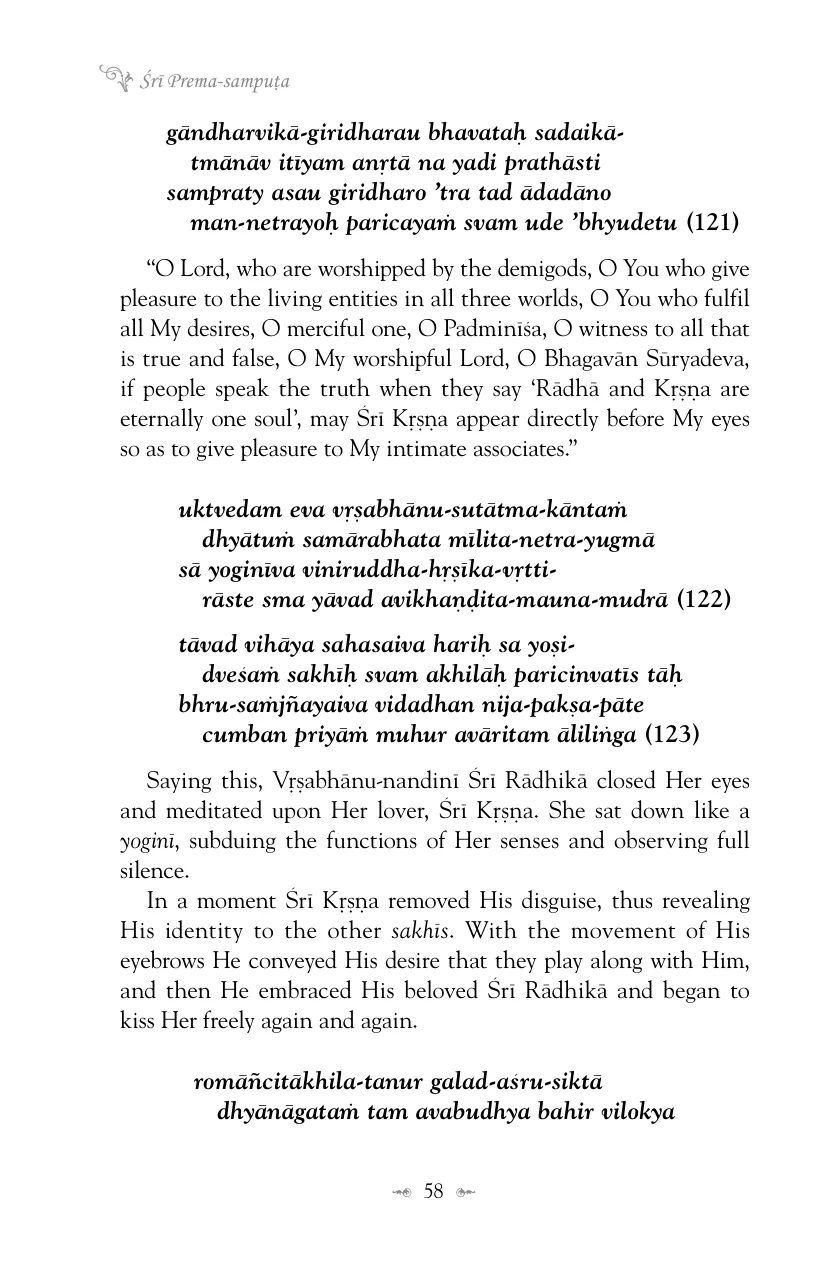 Śrī Prema-sampuṭa
gāndharvikā-giridharau bhavataḥ sadaikā-
tmānāv itīyam anṛtā na yadi prathāsti
sampraty asau giridharo ’tra tad ādadāno
man-netrayoḥ paricayaṁ svam ude ’bhyudetu (121)
“O Lord, who are worshipped by the demigods, O You who give
pleasure to the living entities in all three worlds, O You who fulfil
all My desires, O merciful one, O Padminīśa, O witness to all that
is true and false, O My worshipful Lord, O Bhagavān Sūryadeva,
if people speak the truth when they say ‘Rādhā and Kṛṣṇa are
eternally one soul’, may Śrī Kṛṣṇa appear directly before My eyes
so as to give pleasure to My intimate associates.”
uktvedam eva vṛṣabhānu-sutātma-kāntaṁ
dhyātuṁ samārabhata mīlita-netra-yugmā
sā yoginīva viniruddha-hṛṣīka-vṛtti-
rāste sma yāvad avikhaṇḍita-mauna-mudrā (122)
tāvad vihāya sahasaiva hariḥ sa yoṣi-
dveśaṁ sakhīḥ svam akhilāḥ paricinvatīs tāḥ
bhru-saṁjñayaiva vidadhan nija-pakṣa-pāte
cumban priyāṁ muhur avāritam āliliṅga (123)
Saying this, Vṛṣabhānu-nandinī Śrī Rādhikā closed Her eyes
and meditated upon Her lover, Śrī Kṛṣṇa. She sat down like a
yoginī, subduing the functions of Her senses and observing full
silence.
In a moment Śrī Kṛṣṇa removed His disguise, thus revealing
His identity to the other sakhīs. With the movement of His
eyebrows He conveyed His desire that they play along with Him,
and then He embraced His beloved Śrī Rādhikā and began to
kiss Her freely again and again.
romāñcitākhila-tanur galad-aśru-siktā
dhyānāgataṁ tam avabudhya bahir vilokya
58